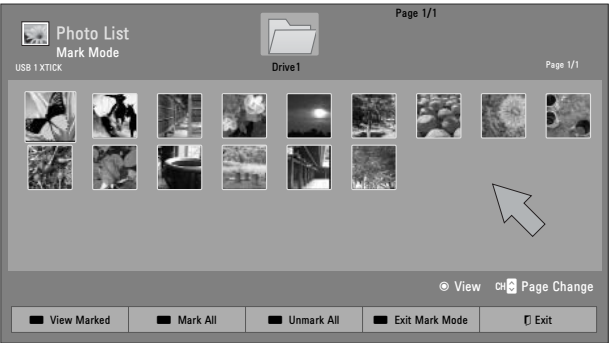 Page 1/1
Photo List
Mark Mode
USB 1 XTICK
Drive1
Page 1/1
View CH Page Change
View Marked Mark All Unmark All Exit Mark Mode Exit